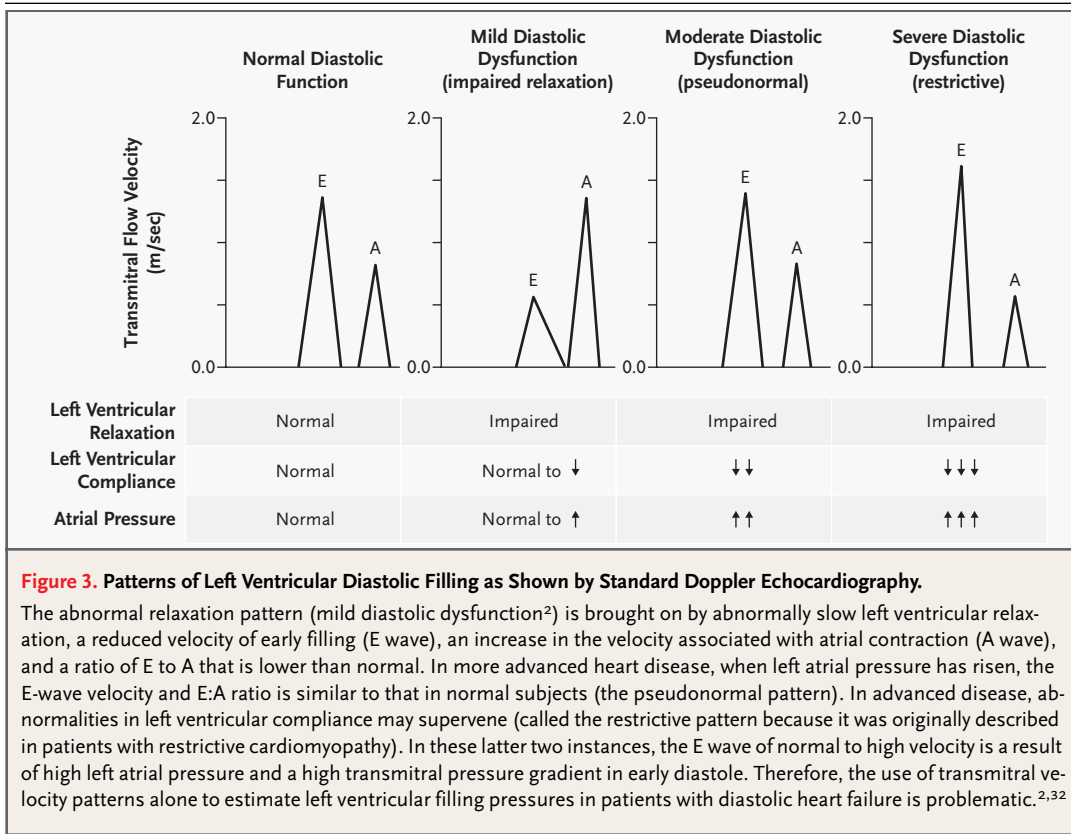 Normal Diastolic
Function
Mild Diastolic
Dysfunction
(impaired relaxation)
Moderate Diastolic
Dysfunction
(pseudonormal)
Severe Diastolic
Dysfunction
(restrictive)
Transmitral Flow Velocity
(m/sec)
2.0
0.0
E
A
2.0
0.0
E
A
2.0
0.0
E
A
2.0
0.0
E
A
Left Ventricular
Relaxation
Normal
Impaired
Impaired
Impaired
Left Ventricular
Compliance
Normal
Normal to ↓
↓↓
↓↓↓
Atrial Pressure
Normal
Normal to ↑
↑↑
↑↑↑
Figure 3. Patterns of Left Ventricular Diastolic Filling as Shown by Standard Doppler Echocardiography.
The abnormal relaxation pattern (mild diastolic dysfunction²) is brought on by abnormally slow left ventricular relax-
ation, a reduced velocity of early filling (E wave), an increase in the velocity associated with atrial contraction (A wave),
and a ratio of E to A that is lower than normal. In more advanced heart disease, when left atrial pressure has risen, the
E-wave velocity and E:A ratio is similar to that in normal subjects (the pseudonormal pattern). In advanced disease, ab-
normalities in left ventricular compliance may supervene (called the restrictive pattern because it was originally described
in patients with restrictive cardiomyopathy). In these latter two instances, the E wave of normal to high velocity is a result
of high left atrial pressure and a high transmitral pressure gradient in early diastole. Therefore, the use of transmitral ve-
locity patterns alone to estimate left ventricular filling pressures in patients with diastolic heart failure is problematic.²,³²